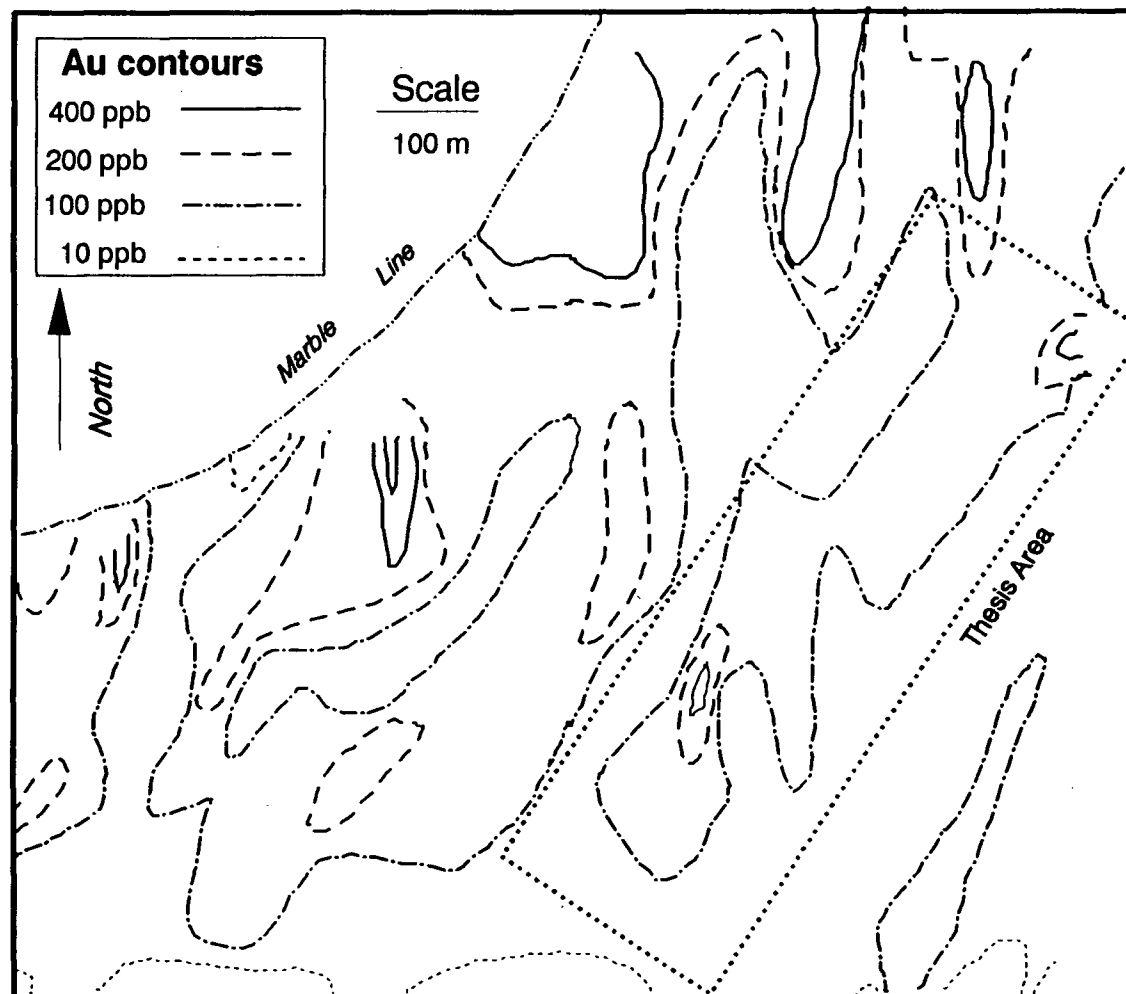 Au contours
400 ppb
200 ppb
100 ppb
10 ppb
Scale
100 m
North
Marble Line
Thesis Area